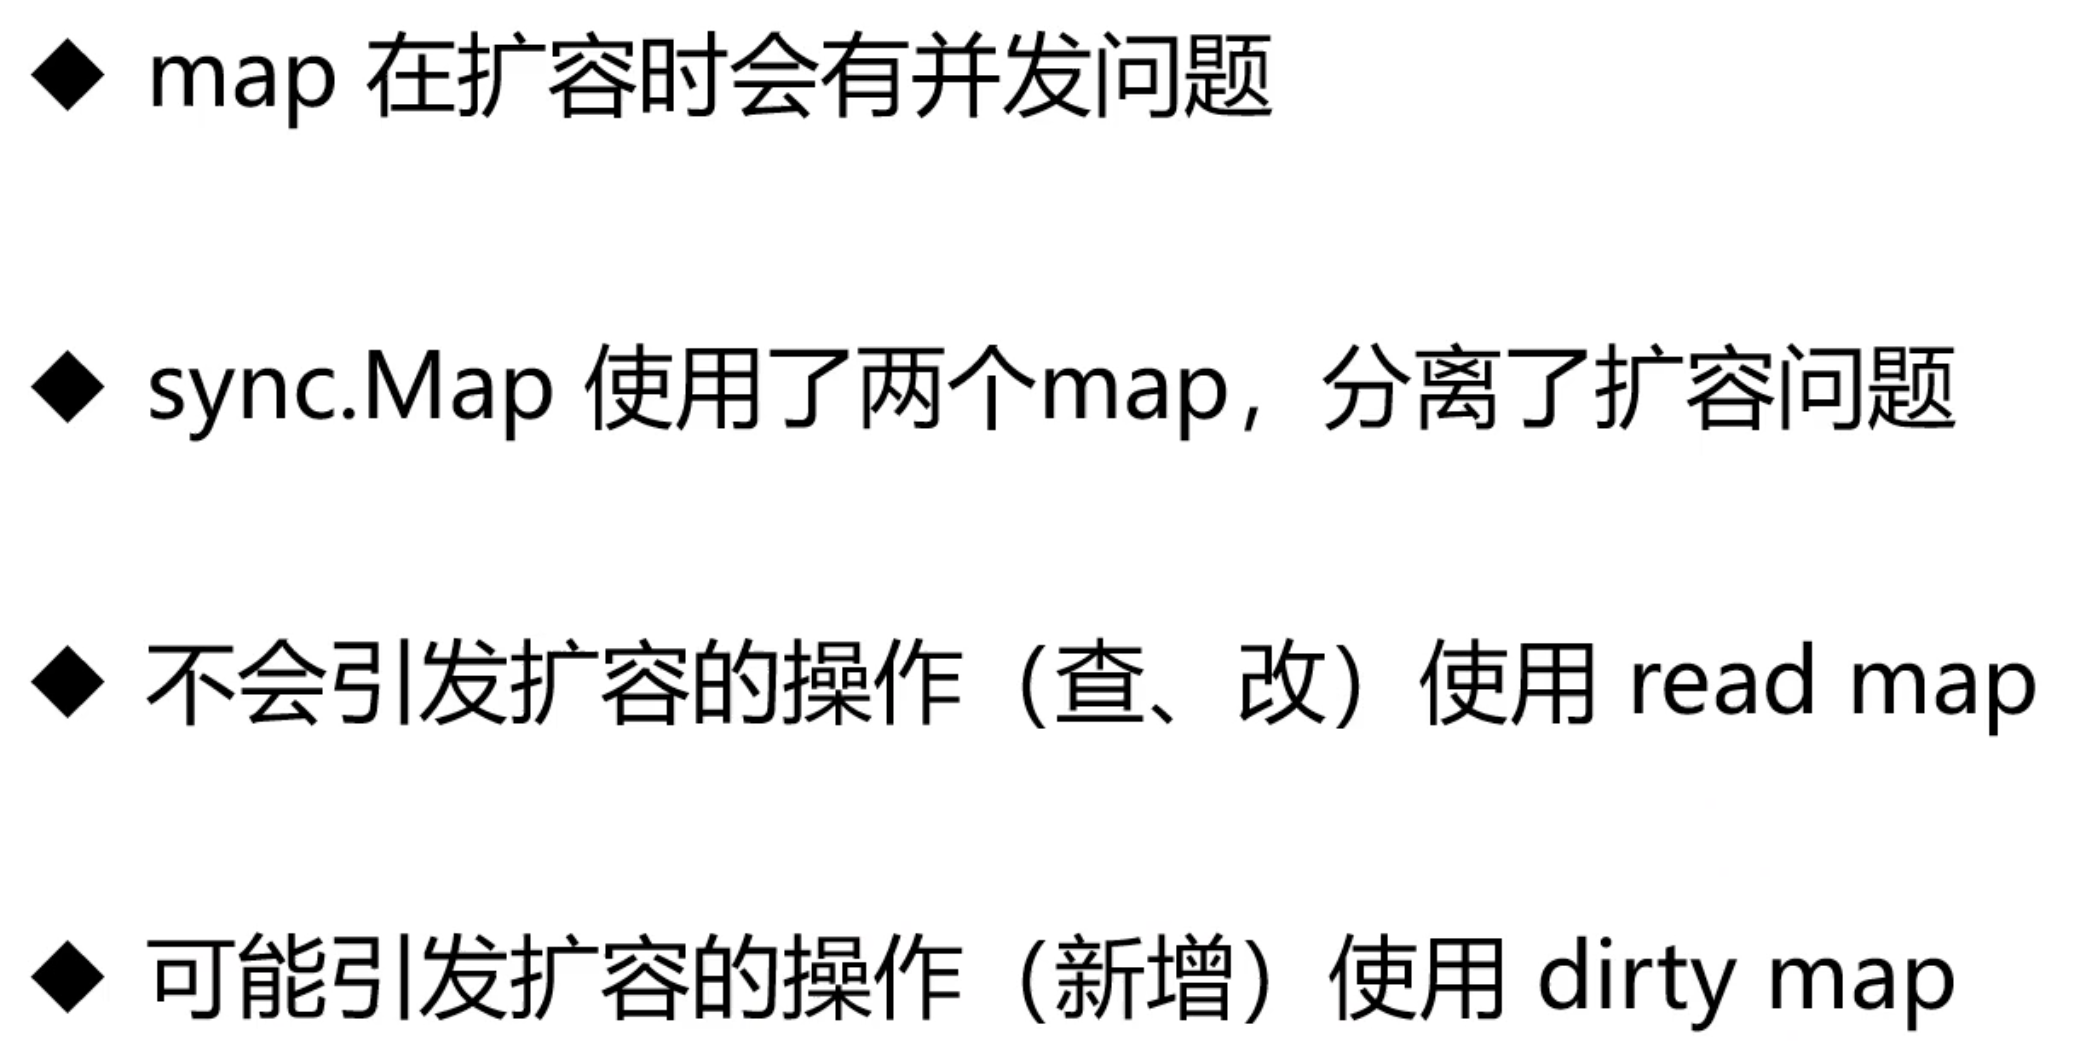 ◆ map 在扩容时会有并发问题
◆ sync.Map 使用了两个map，分离了扩容问题
◆ 不会引发扩容的操作（查、改）使用 read map
◆ 可能引发扩容的操作（新增）使用 dirty map